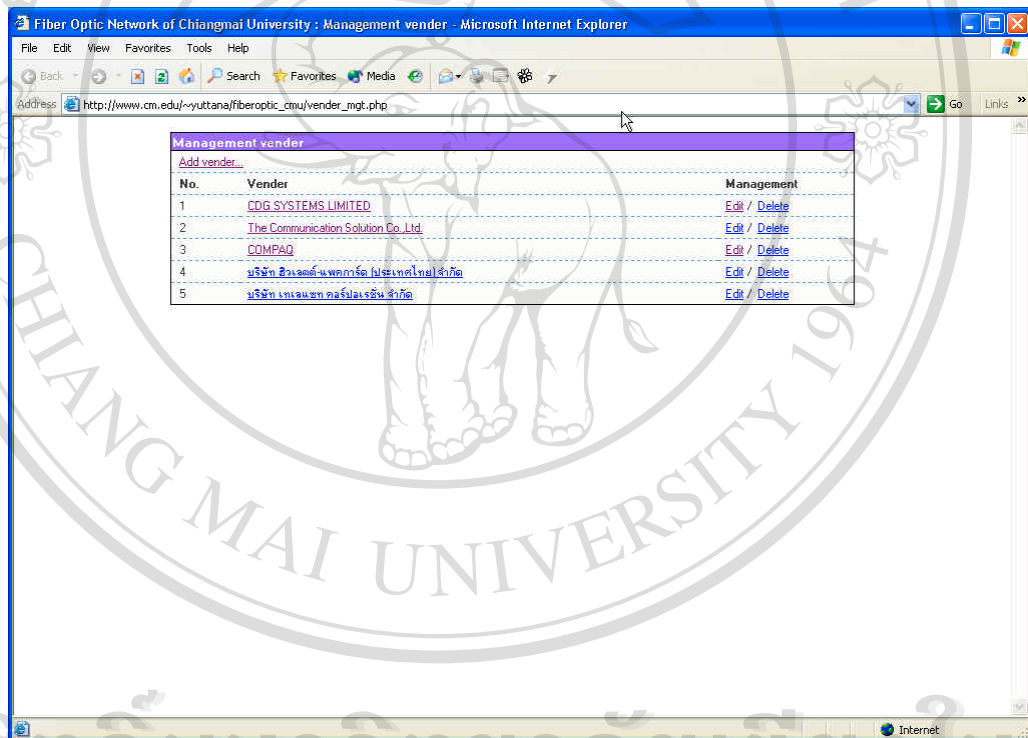 Fiber Optic Network of Chiangmai University : Management vender - Microsoft Internet Explorer
File Edit View Favorites Tools Help
Back Search Favorites Media
Address http://www.cm.edu/~yuttana/fiberoptic_cmu/vender_mgt.php Go Links »
Management vender
Add vender...
No. Vender Management
1 CDG SYSTEMS LIMITED Edit / Delete
2 The Communication Solution Co.,Ltd. Edit / Delete
3 COMPAQ Edit / Delete
4 บริษัท ฮิวเลตต์-แพคการ์ด (ประเทศไทย) จำกัด Edit / Delete
5 บริษัท เทเลแซท คอร์ปอเรชั่น จำกัด Edit / Delete
CHIANG MAI UNIVERSITY 1964
Internet